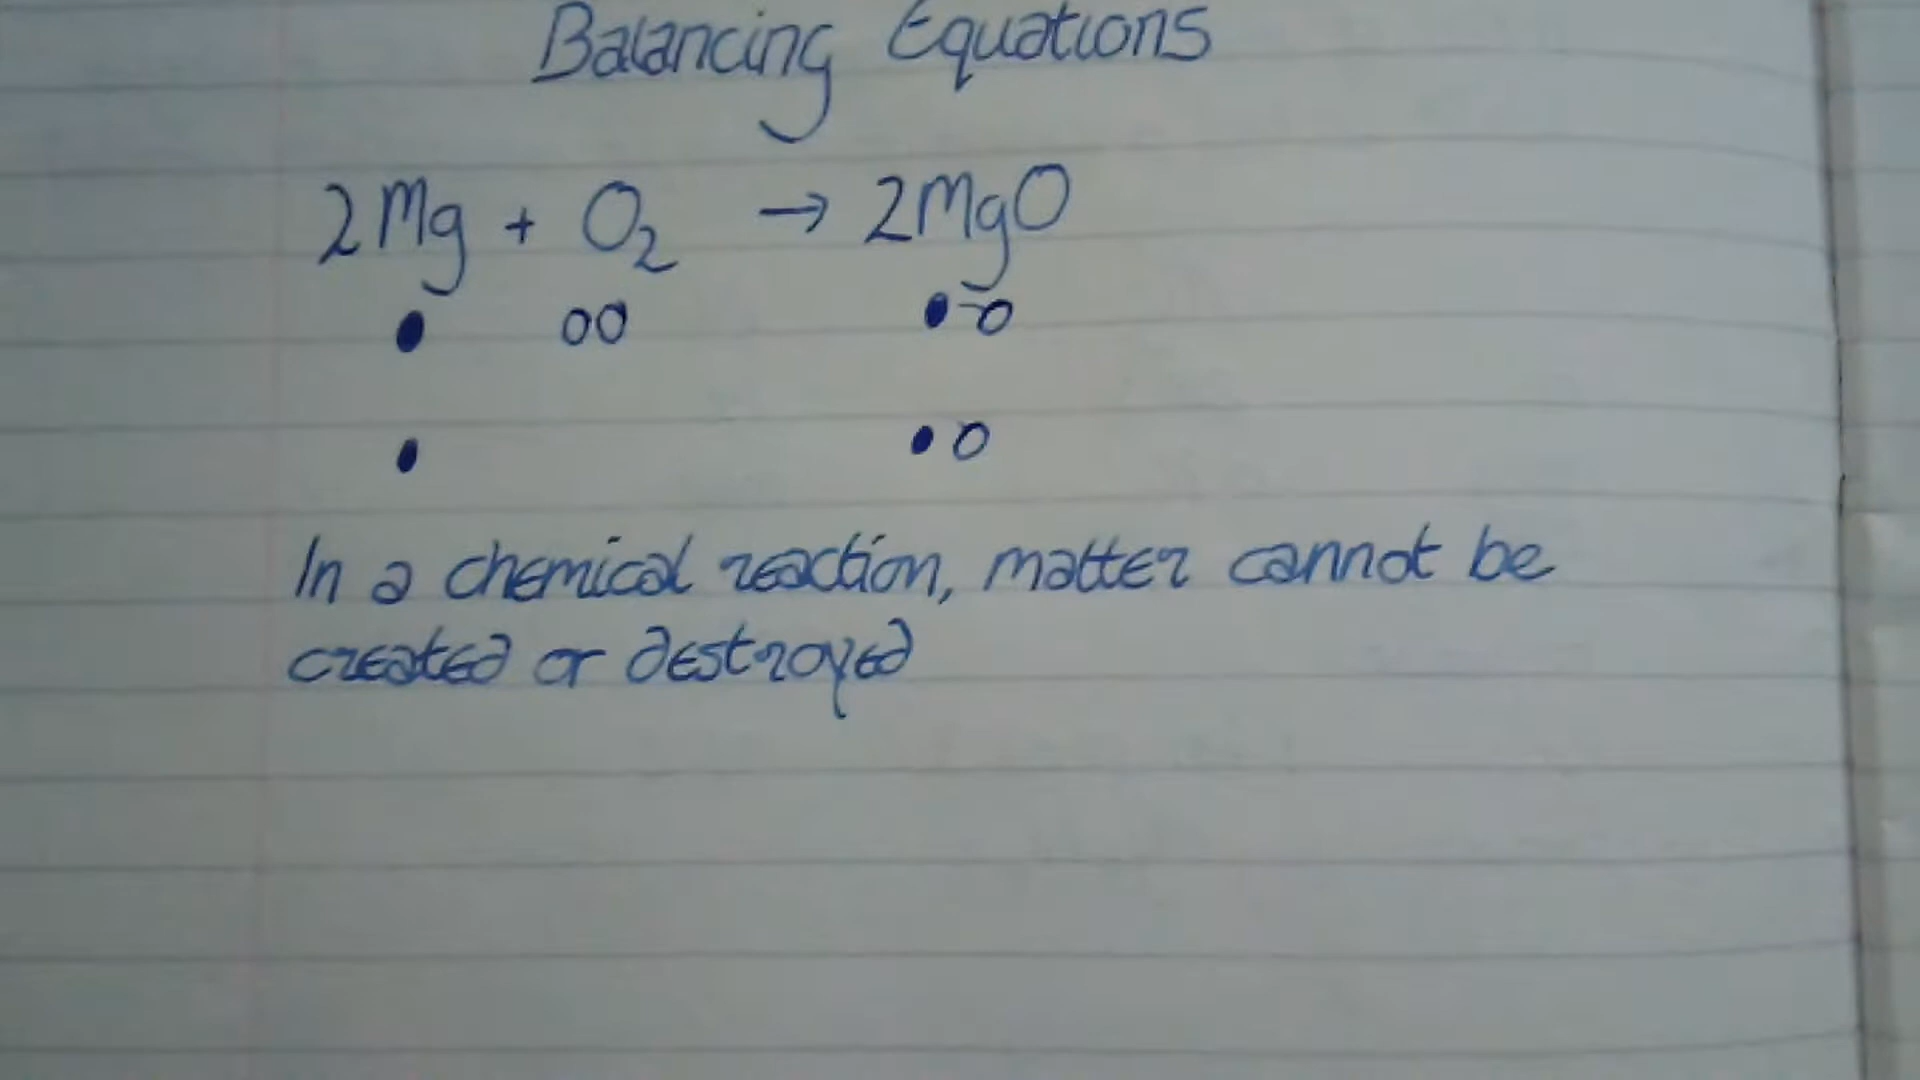 Balancing Equations
2Mg + O₂ → 2MgO
In a chemical reaction, matter cannot be
created or destroyed